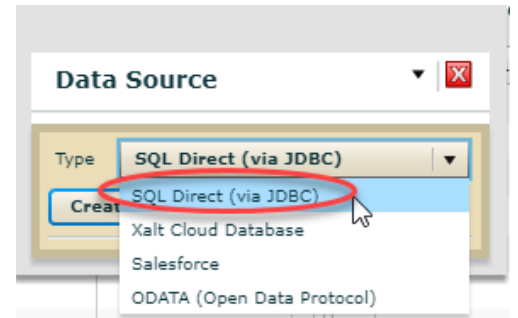 Data Source
Type SQL Direct (via JDBC)
SQL Direct (via JDBC)
Xalt Cloud Database
Salesforce
ODATA (Open Data Protocol)